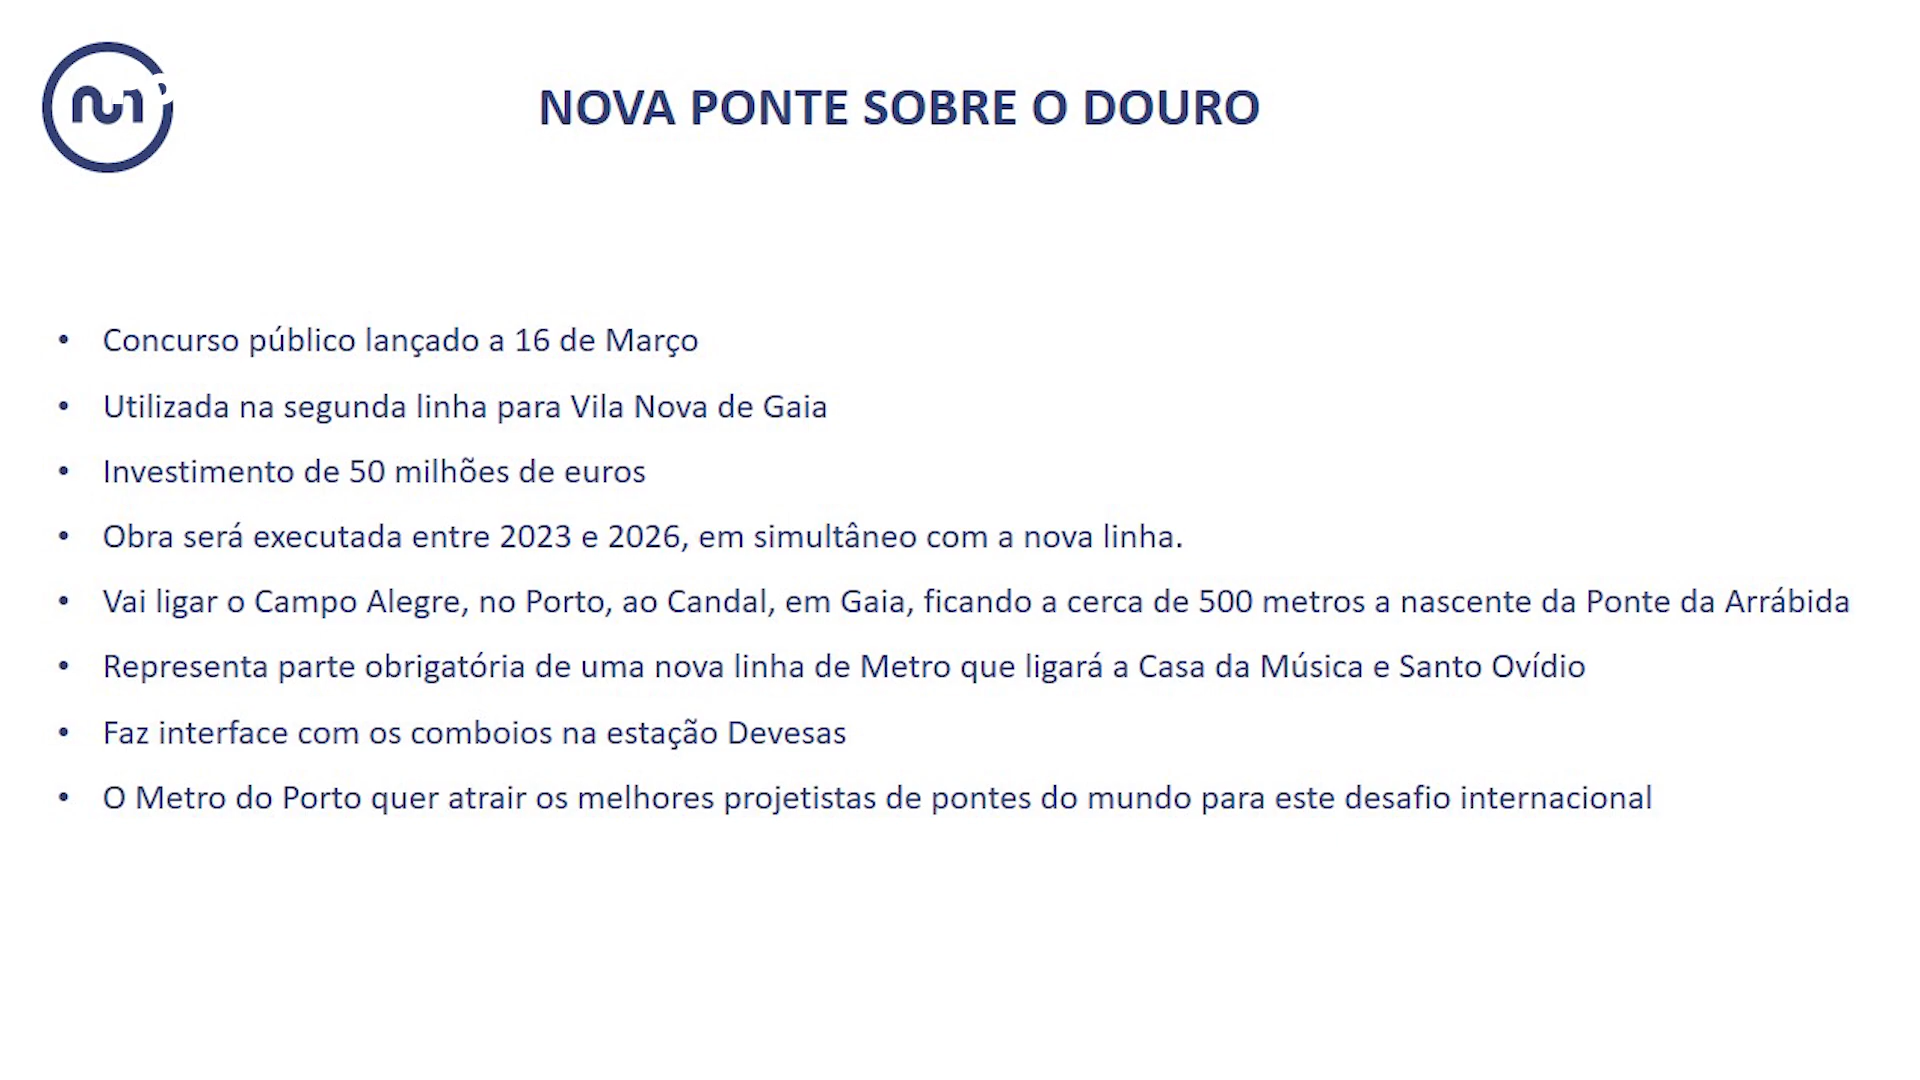 NOVA PONTE SOBRE O DOURO
• Concurso público lançado a 16 de Março
• Utilizada na segunda linha para Vila Nova de Gaia
• Investimento de 50 milhões de euros
• Obra será executada entre 2023 e 2026, em simultâneo com a nova linha.
• Vai ligar o Campo Alegre, no Porto, ao Candal, em Gaia, ficando a cerca de 500 metros a nascente da Ponte da Arrábida
• Representa parte obrigatória de uma nova linha de Metro que ligará a Casa da Música e Santo Ovídio
• Faz interface com os comboios na estação Devesas
• O Metro do Porto quer atrair os melhores projetistas de pontes do mundo para este desafio internacional